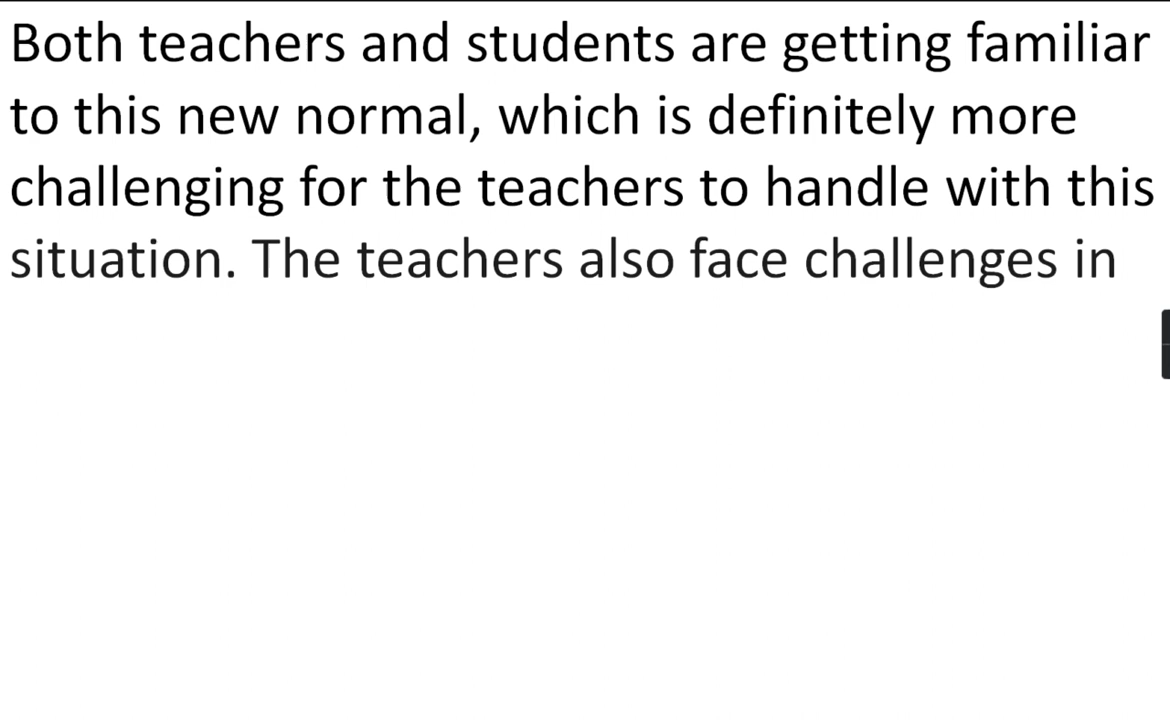 Both teachers and students are getting familiar
to this new normal, which is definitely more
challenging for the teachers to handle with this
situation. The teachers also face challenges in